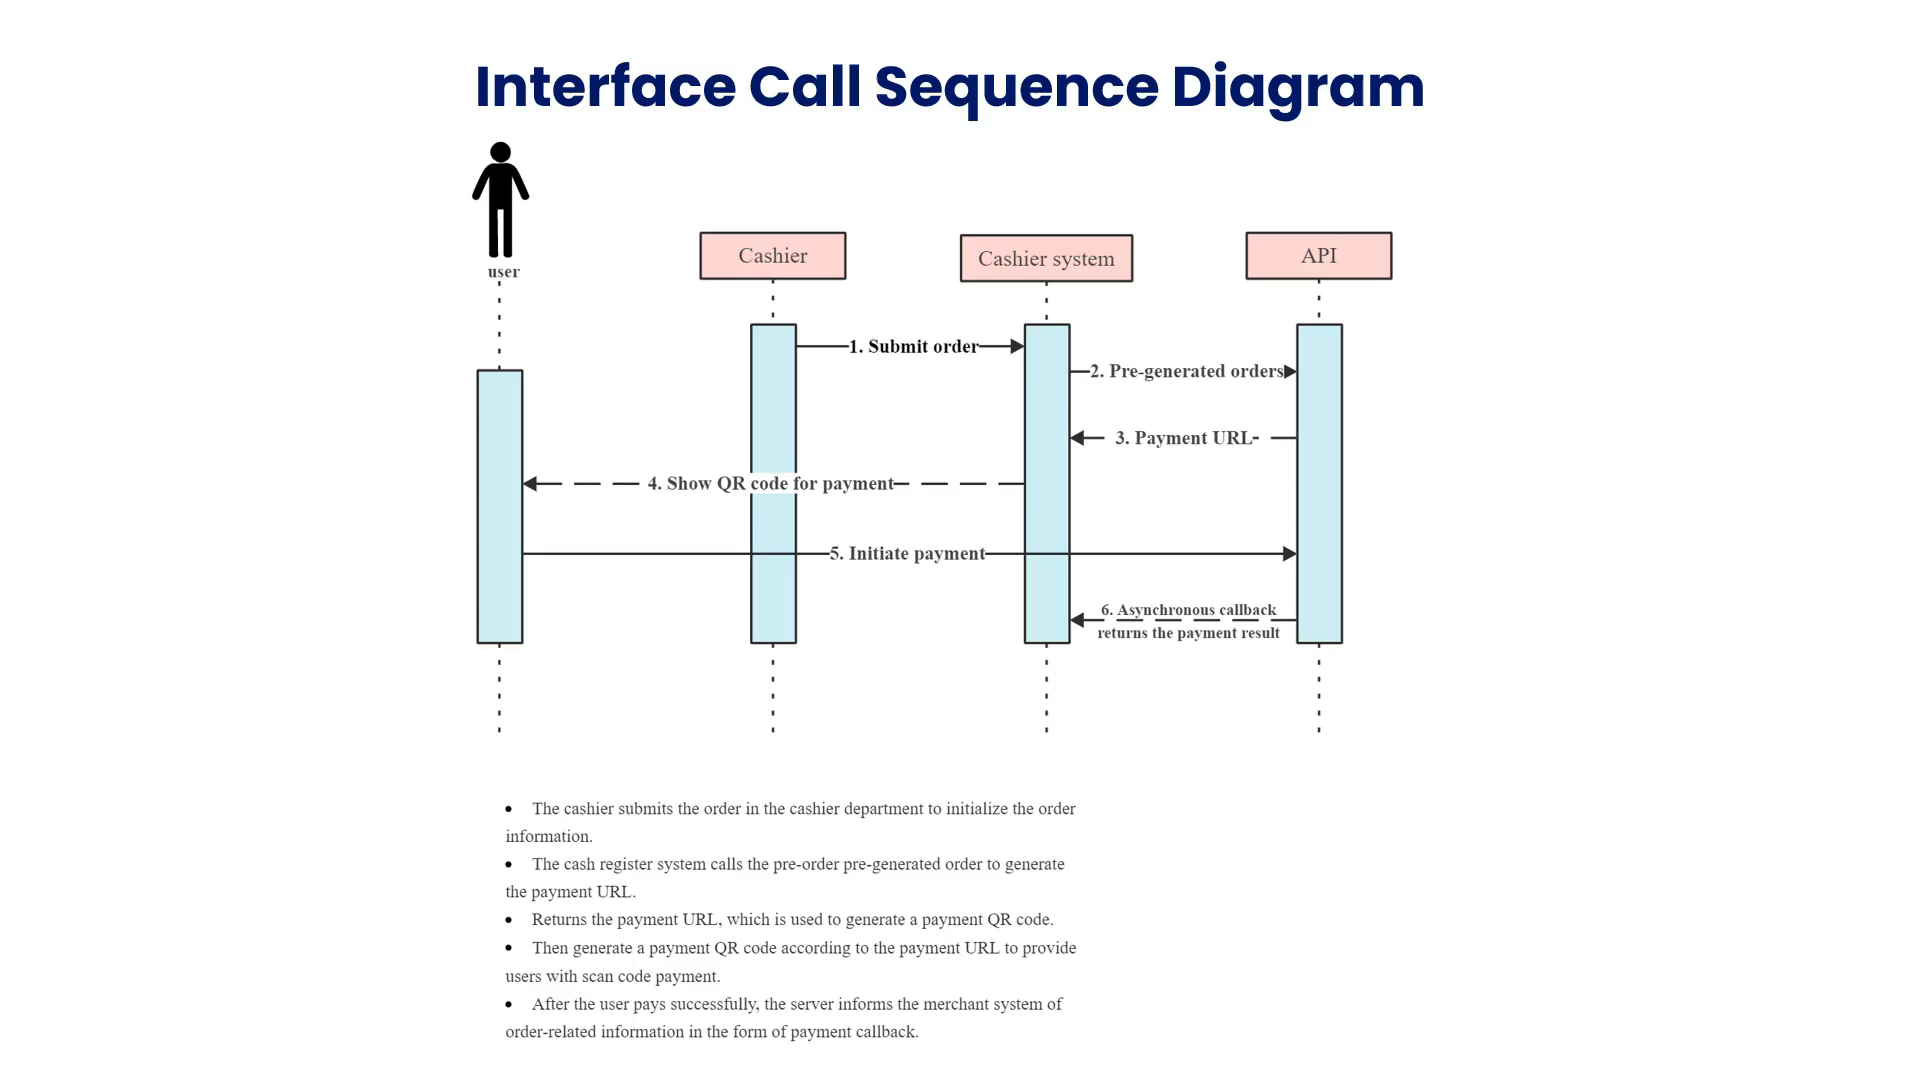 Interface Call Sequence Diagram
user
Cashier
Cashier system
API
1. Submit order
2. Pre-generated orders
3. Payment URL
4. Show QR code for payment
5. Initiate payment
6. Asynchronous callback
returns the payment result
• The cashier submits the order in the cashier department to initialize the order
information.
• The cash register system calls the pre-order pre-generated order to generate
the payment URL.
• Returns the payment URL, which is used to generate a payment QR code.
• Then generate a payment QR code according to the payment URL to provide
users with scan code payment.
• After the user pays successfully, the server informs the merchant system of
order-related information in the form of payment callback.